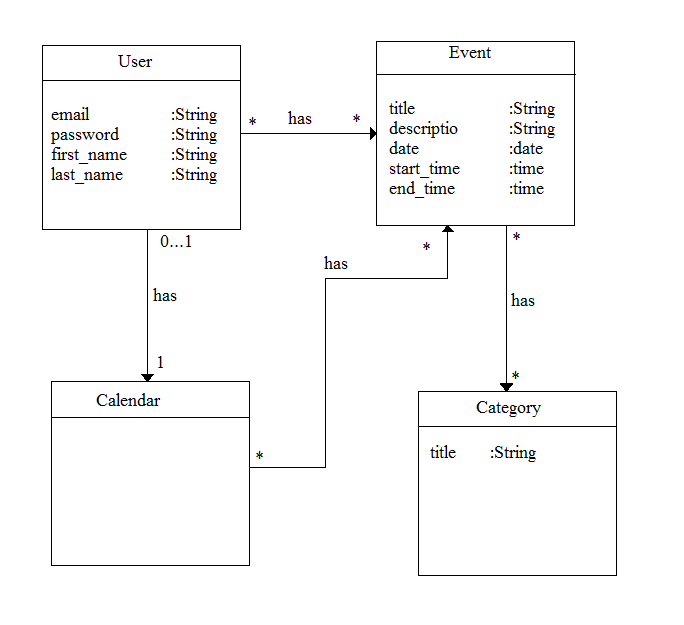 User
email :String
password :String
first_name :String
last_name :String
* has *
Event
title :String
descriptio :String
date :date
start_time :time
end_time :time
0...1
has
1
*
has
*
*
has
*
Calendar
Category
title :String